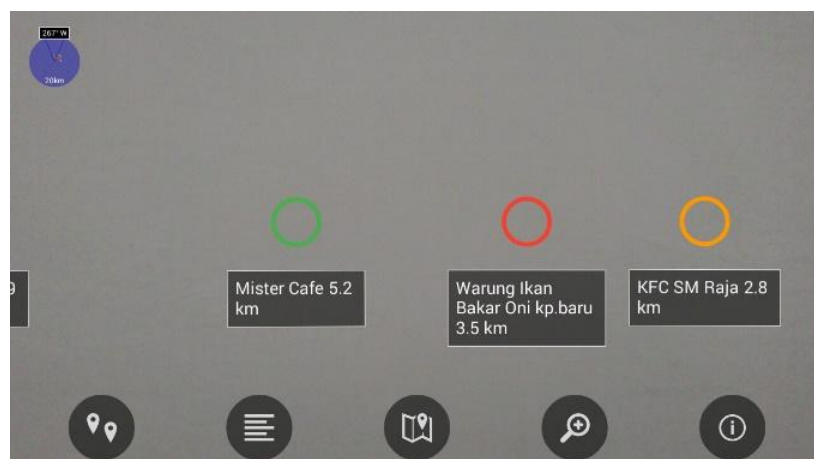 267° W
20km
9
Mister Cafe 5.2
km
Warung Ikan
Bakar Oni kp.baru
3.5 km
KFC SM Raja 2.8
km